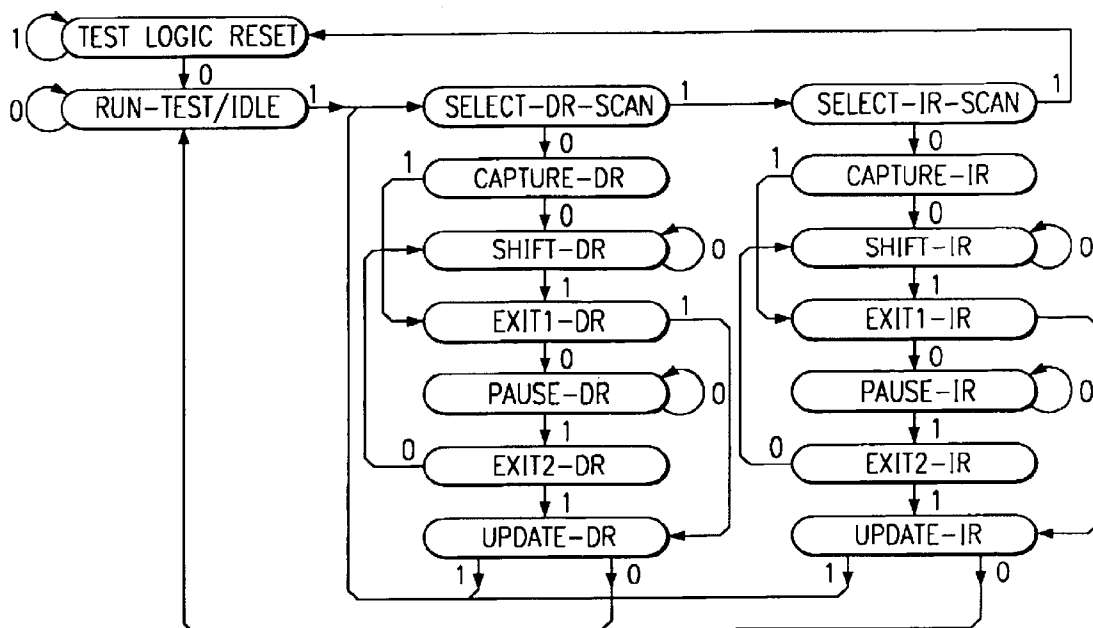 1 TEST LOGIC RESET
0
0 RUN-TEST/IDLE 1 SELECT-DR-SCAN 1 SELECT-IR-SCAN 1
0 0
1 CAPTURE-DR 1 CAPTURE-IR
0 0
SHIFT-DR 0 SHIFT-IR 0
1 1
EXIT1-DR 1 EXIT1-IR
0 0
PAUSE-DR 0 PAUSE-IR 0
1 1
0 EXIT2-DR 0 EXIT2-IR
1 1
UPDATE-DR UPDATE-IR
1 0 1 0